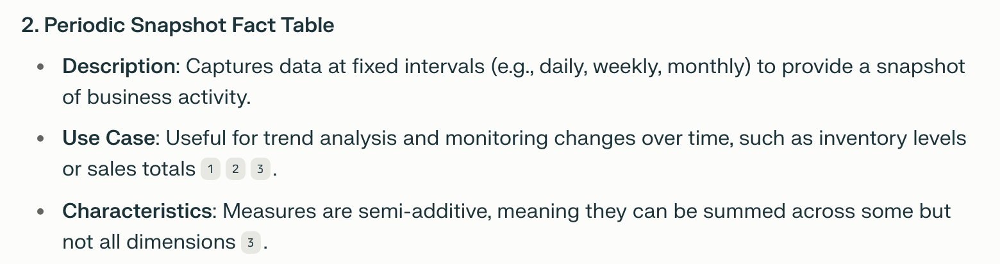 2. Periodic Snapshot Fact Table
• Description: Captures data at fixed intervals (e.g., daily, weekly, monthly) to provide a snapshot
of business activity.
• Use Case: Useful for trend analysis and monitoring changes over time, such as inventory levels
or sales totals 1 2 3 .
• Characteristics: Measures are semi-additive, meaning they can be summed across some but
not all dimensions 3 .